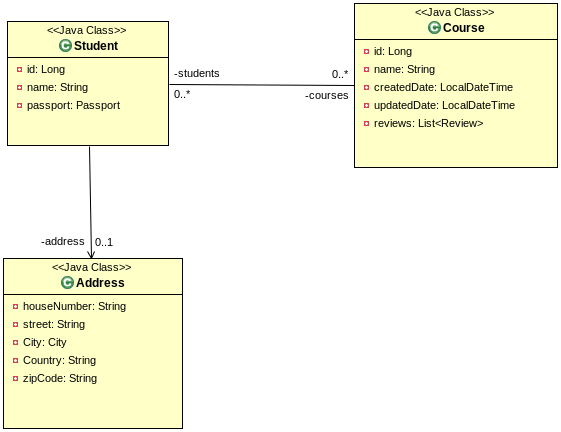 <<Java Class>>
Student
id: Long
name: String
passport: Passport
<<Java Class>>
Course
id: Long
name: String
createdDate: LocalDateTime
updatedDate: LocalDateTime
reviews: List<Review>
-students
0..*
0..*
-courses
-address
0..1
<<Java Class>>
Address
houseNumber: String
street: String
City: City
Country: String
zipCode: String